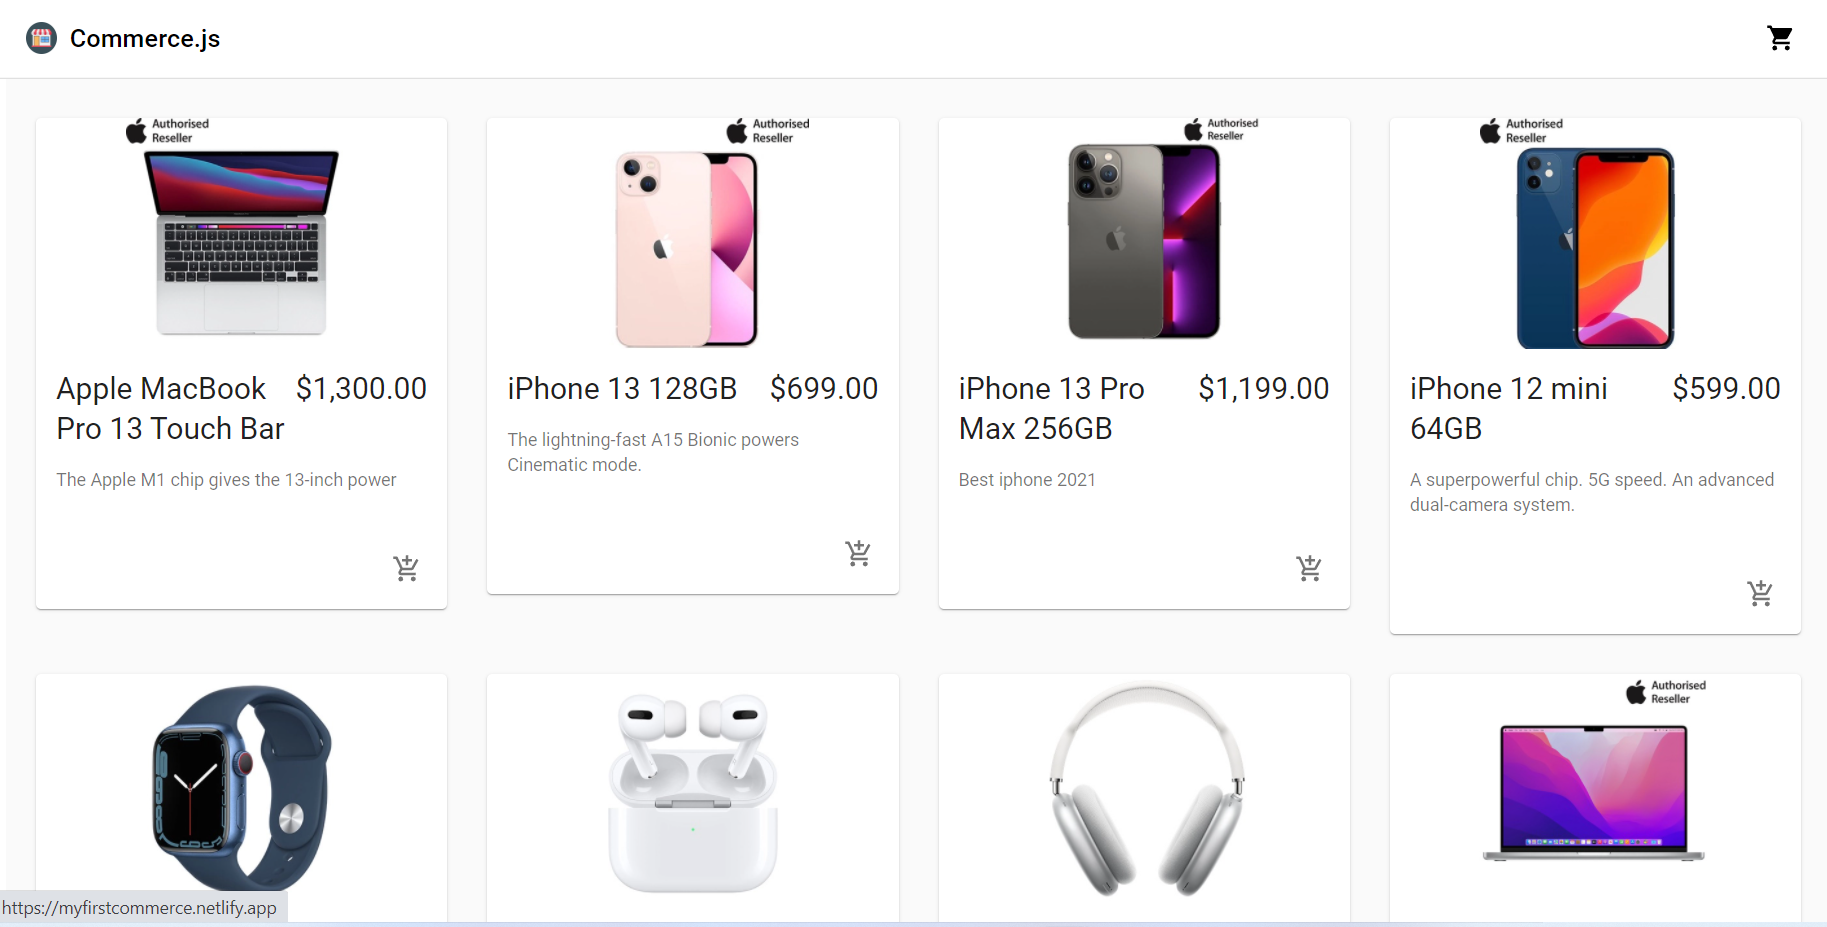 Commerce.js
Authorised
Reseller
Apple MacBook
Pro 13 Touch Bar
$1,300.00
The Apple M1 chip gives the 13-inch power
Authorised
Reseller
iPhone 13 128GB
$699.00
The lightning-fast A15 Bionic powers
Cinematic mode.
Authorised
Reseller
iPhone 13 Pro
Max 256GB
$1,199.00
Best iphone 2021
Authorised
Reseller
iPhone 12 mini
64GB
$599.00
A superpowerful chip. 5G speed. An advanced
dual-camera system.
Authorised
Reseller
https://myfirstcommerce.netlify.app